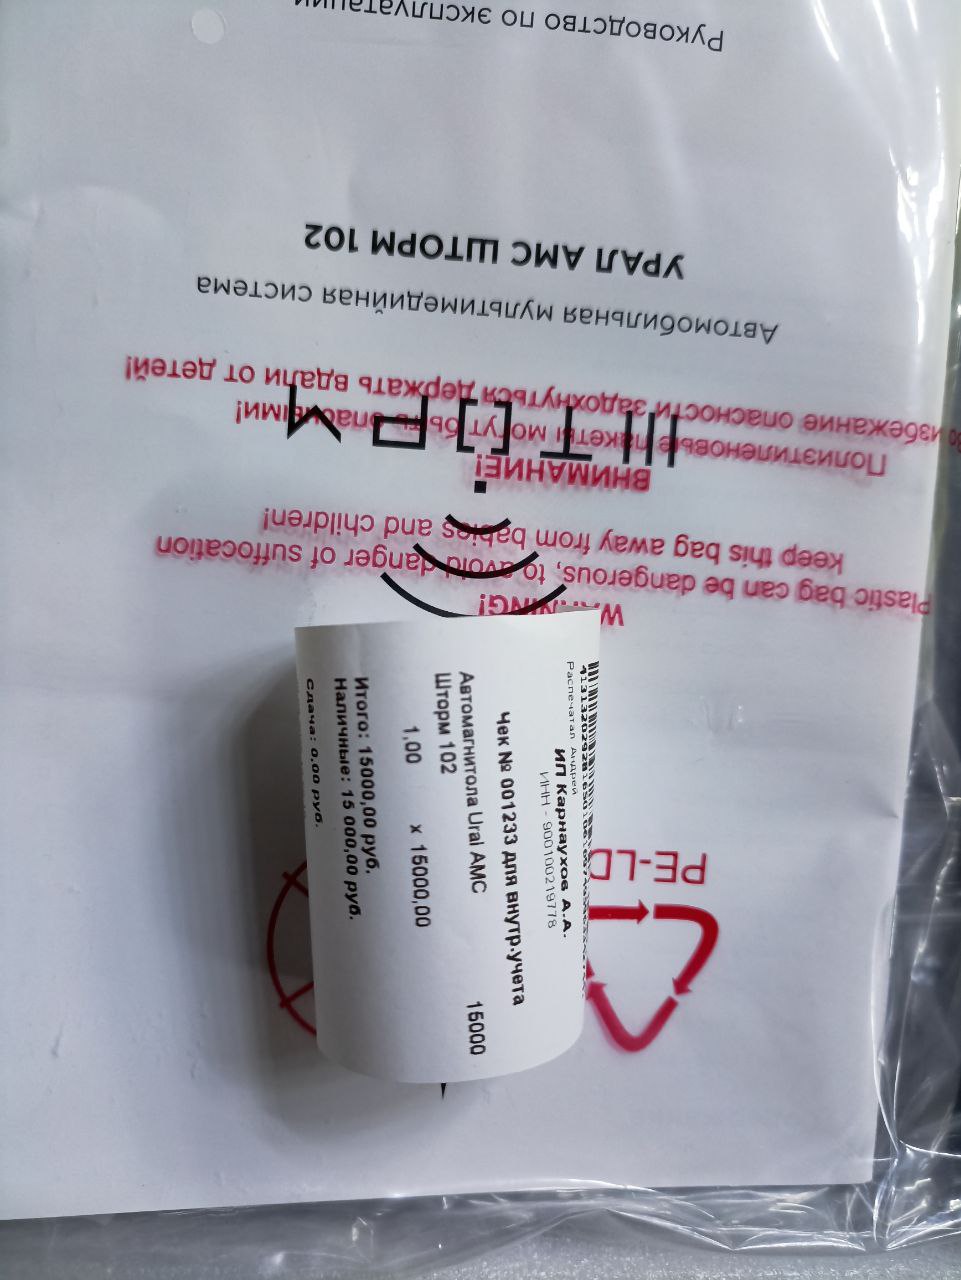 Руководство по эксплуатации
УРАЛ АМС ШТОРМ 102
Автомобильная мультимедийная система
ШТОРМ
WARNING!
Plastic bag can be dangerous, to avoid danger of suffocation
keep this bag away from babies and children!
ВНИМАНИЕ!
Полиэтиленовые пакеты могут быть опасными!
Во избежание опасности задохнуться держать вдали от детей!
PE-LD
Распечатал Андрей
ИП Карнаухов А.А.
ИНН - 900100219778
Чек № 001233 для внутр.учета
Автомагнитола Ural АМС 15000
Шторм 102
1,00 x 15000,00
Итого: 15000,00 руб.
Наличные: 15 000,00 руб.
сдача: 0.00 руб.